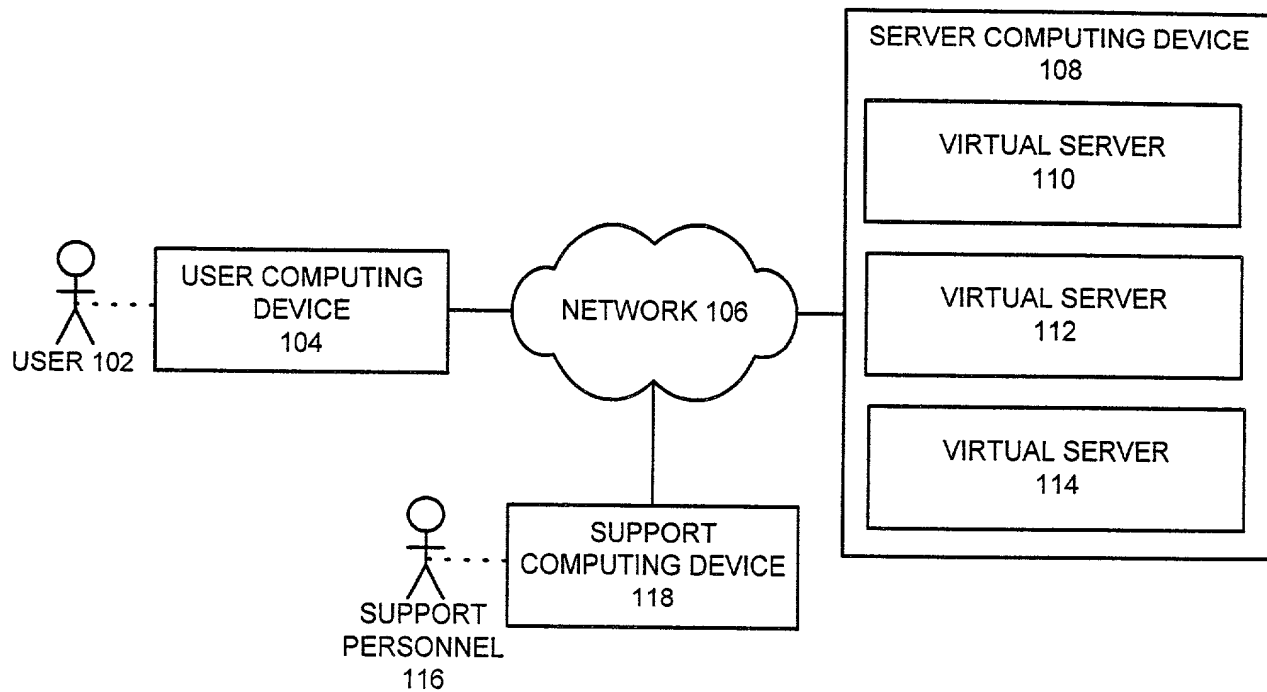 SERVER COMPUTING DEVICE
108
VIRTUAL SERVER
110
VIRTUAL SERVER
112
VIRTUAL SERVER
114
USER COMPUTING
DEVICE
104
USER 102
NETWORK 106
SUPPORT
COMPUTING DEVICE
118
SUPPORT
PERSONNEL
116